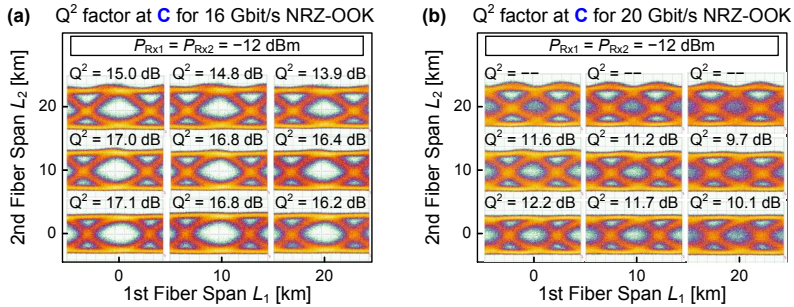 (a) Q² factor at C for 16 Gbit/s NRZ-OOK
P_Rx1 = P_Rx2 = −12 dBm
Q² = 15.0 dB Q² = 14.8 dB Q² = 13.9 dB
Q² = 17.0 dB Q² = 16.8 dB Q² = 16.4 dB
Q² = 17.1 dB Q² = 16.8 dB Q² = 16.2 dB
2nd Fiber Span L₂ [km]
20
10
0
0 10 20
1st Fiber Span L₁ [km]
(b) Q² factor at C for 20 Gbit/s NRZ-OOK
P_Rx1 = P_Rx2 = −12 dBm
Q² = −− Q² = −− Q² = −−
Q² = 11.6 dB Q² = 11.2 dB Q² = 9.7 dB
Q² = 12.2 dB Q² = 11.7 dB Q² = 10.1 dB
2nd Fiber Span L₂ [km]
20
10
0
0 10 20
1st Fiber Span L₁ [km]